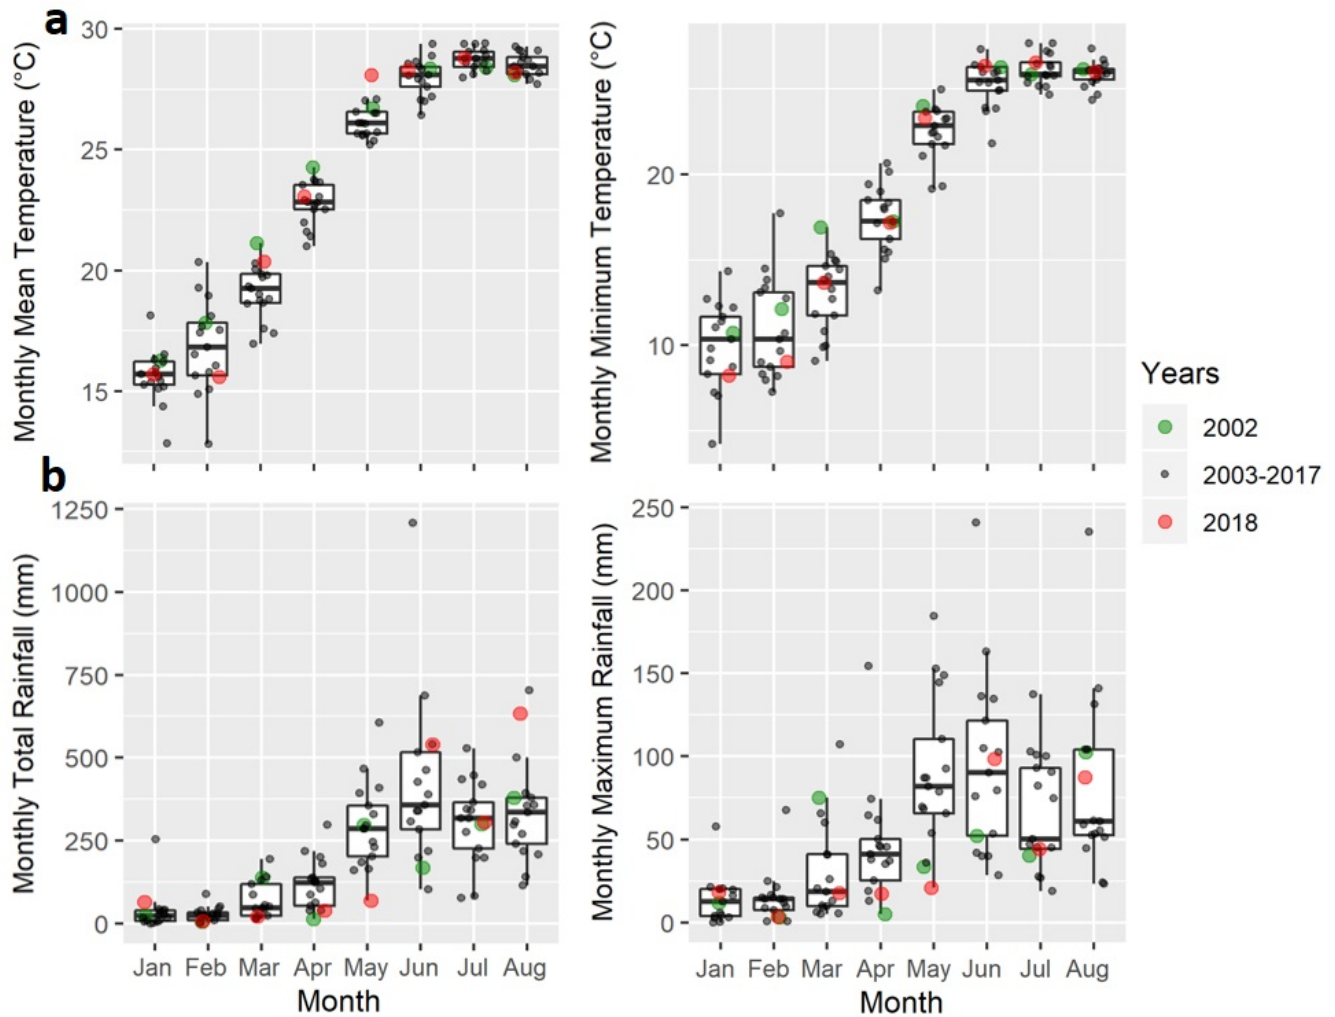 a
Monthly Mean Temperature (°C)
30
25
20
15
Monthly Minimum Temperature (°C)
20
10
Years
2002
2003-2017
2018
b
Monthly Total Rainfall (mm)
1250
1000
750
500
250
0
Jan Feb Mar Apr May Jun Jul Aug
Month
Monthly Maximum Rainfall (mm)
250
200
150
100
50
0
Jan Feb Mar Apr May Jun Jul Aug
Month